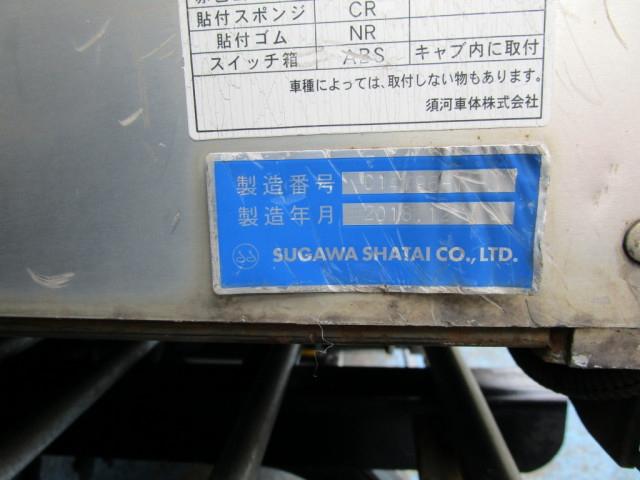 貼付スポンジ CR
貼付ゴム NR
スイッチ箱 ABS キャブ内に取付
車種によっては、取付しない物もあります。
須河車体株式会社
製造番号
製造年月
SUGAWA SHATAI CO., LTD.